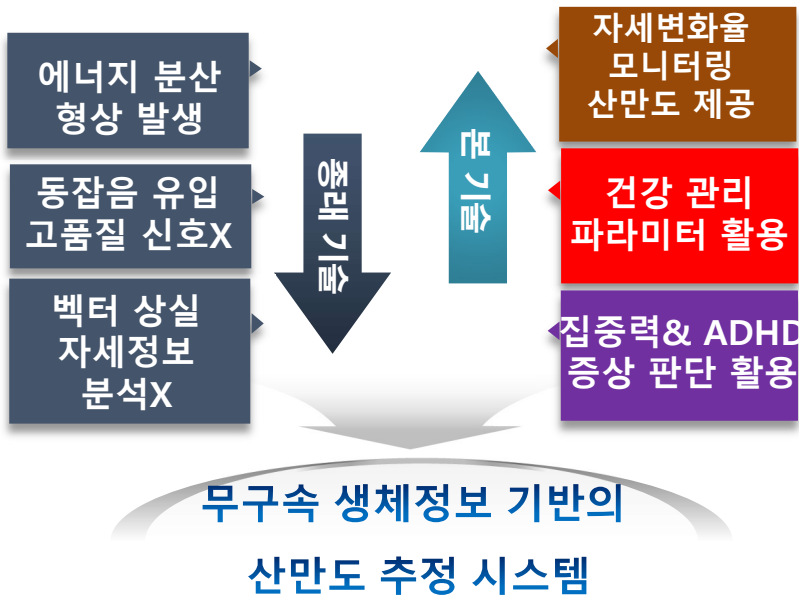 에너지 분산
형상 발생
동잡음 유입
고품질 신호X
벡터 상실
자세정보
분석X
종래 기술
본 기술
자세변화율
모니터링
산만도 제공
건강 관리
파라미터 활용
집중력& ADHD
증상 판단 활용
무구속 생체정보 기반의
산만도 추정 시스템